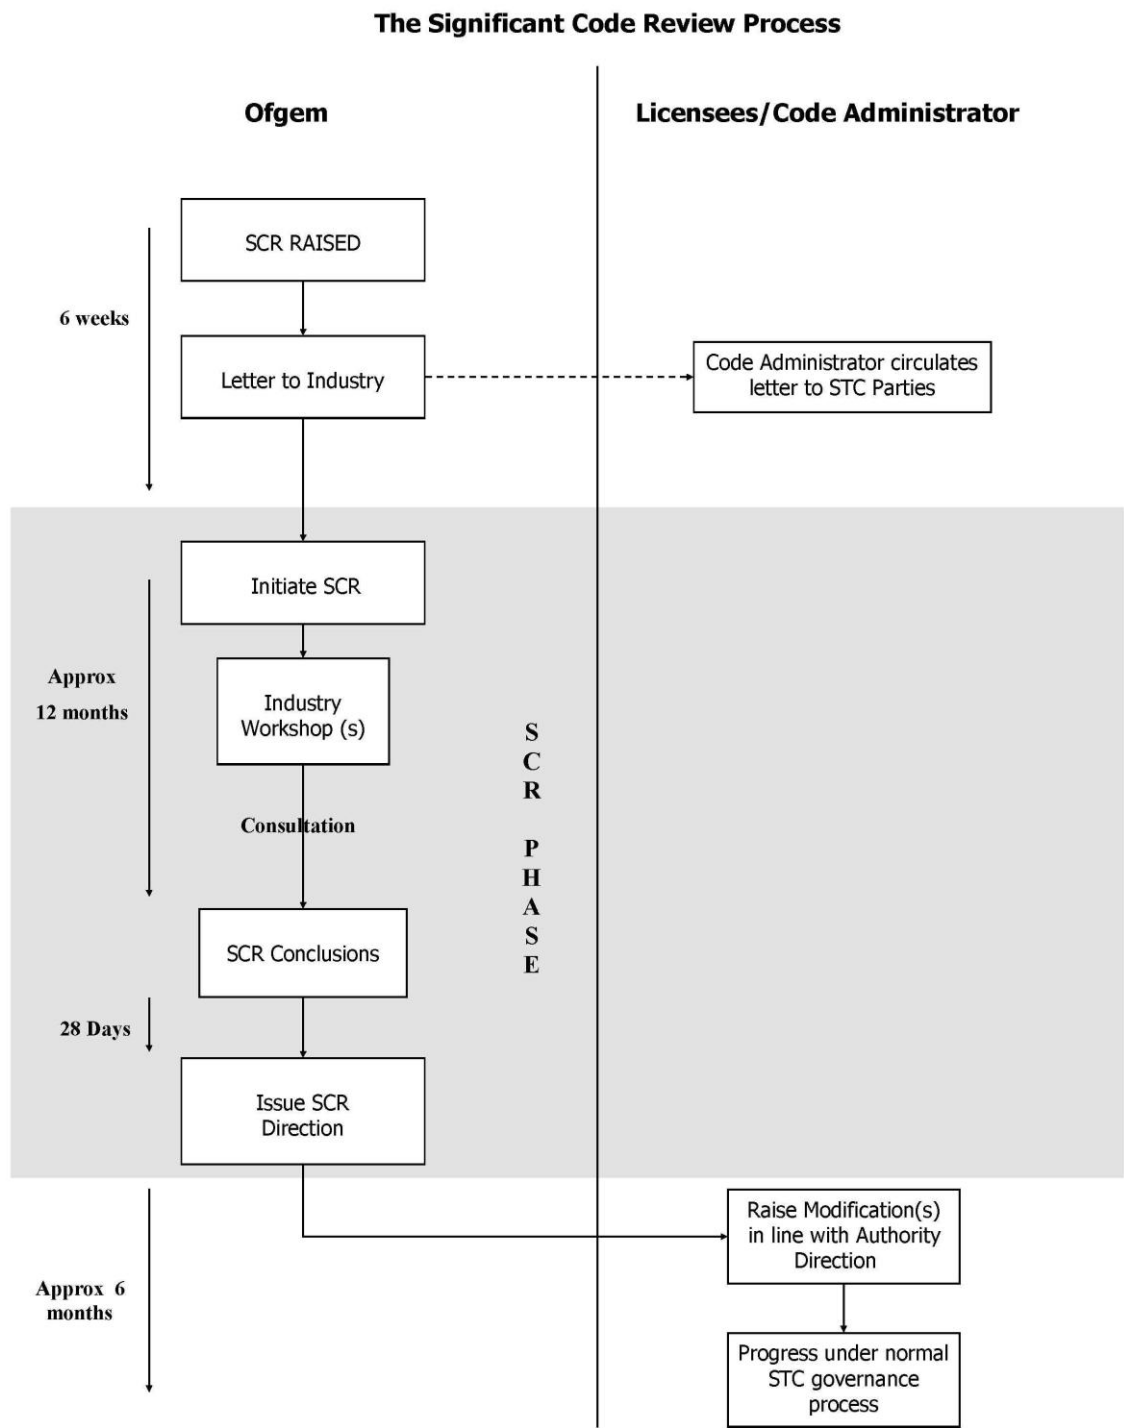 The Significant Code Review Process
Ofgem
Licensees/Code Administrator
SCR RAISED
6 weeks
Letter to Industry
Code Administrator circulates
letter to STC Parties
Initiate SCR
Approx
12 months
Industry
Workshop (s)
S
C
R
P
H
A
S
E
Consultation
SCR Conclusions
28 Days
Issue SCR
Direction
Raise Modification(s)
in line with Authority
Direction
Approx 6
months
Progress under normal
STC governance
process